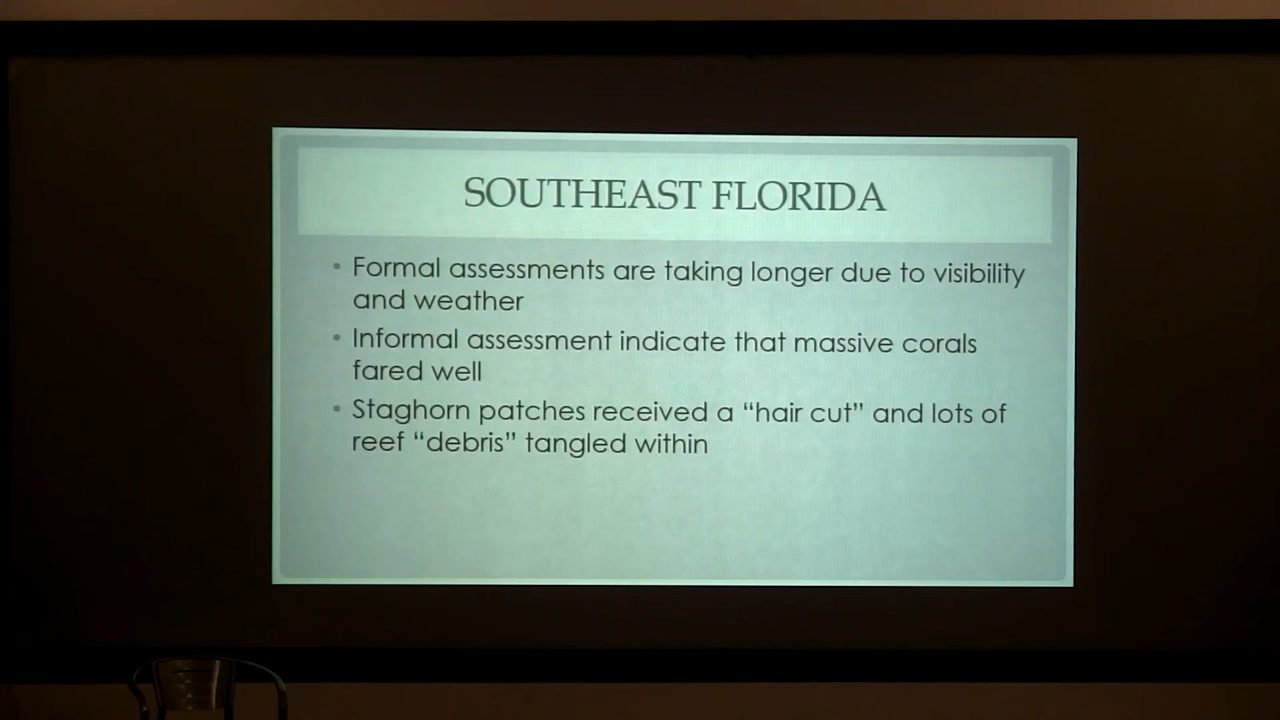 SOUTHEAST FLORIDA
• Formal assessments are taking longer due to visibility
and weather
• Informal assessment indicate that massive corals
fared well
• Staghorn patches received a “hair cut” and lots of
reef “debris” tangled within